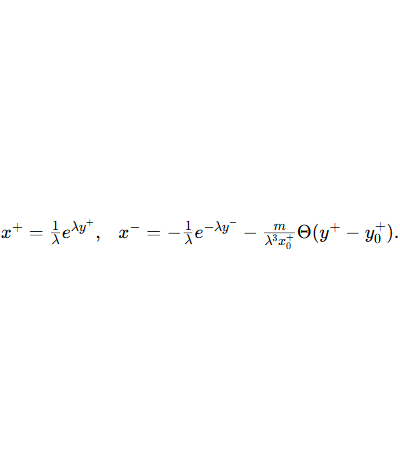 $x^+ = \frac{1}{\lambda} e^{\lambda y^+}, \quad x^- = -\frac{1}{\lambda} e^{-\lambda y^-} - \frac{m}{\lambda^3 x_0^+} \Theta(y^+ - y_0^+).$